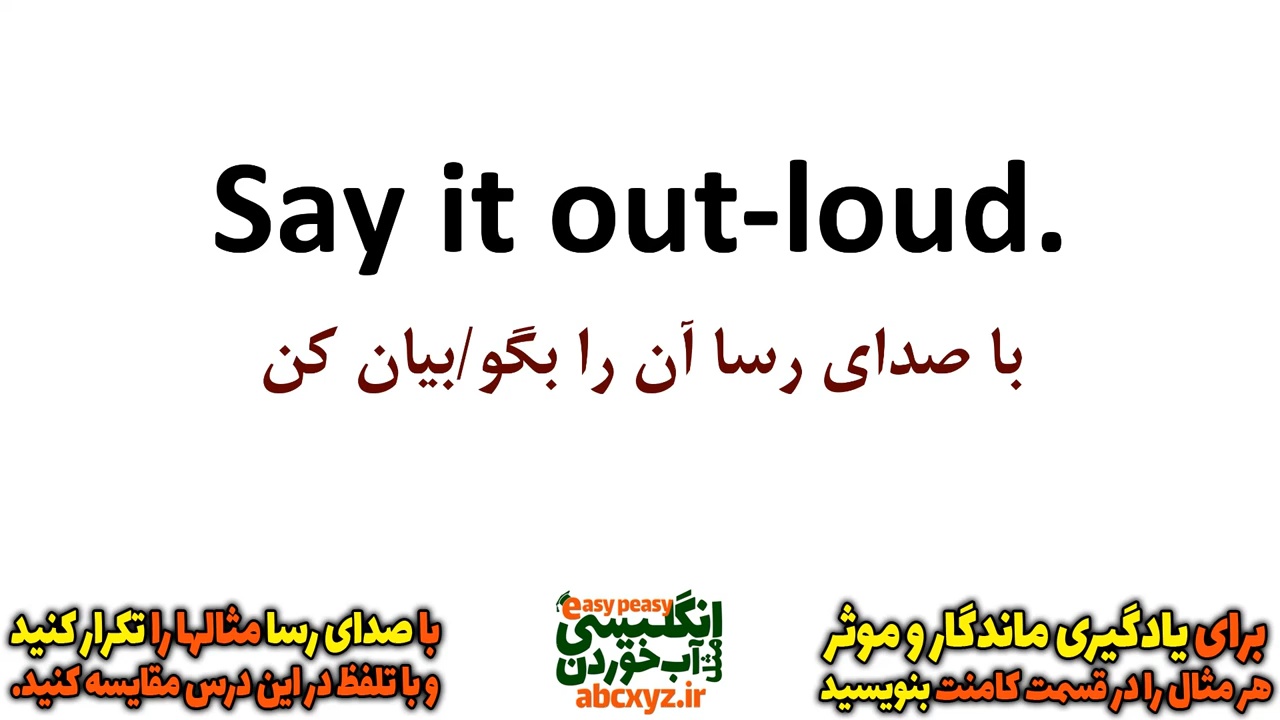 Say it out-loud.
با صدای رسا آن را بگو/بیان کن
برای یادگیری ماندگار و موثر
هر مثال را در قسمت کامنت بنویسید
easy peasy
انگلیسی
مثل
آب خوردن
abcxyz.ir
با صدای رسا مثالها را تکرار کنید
و با تلفظ در این درس مقایسه کنید.